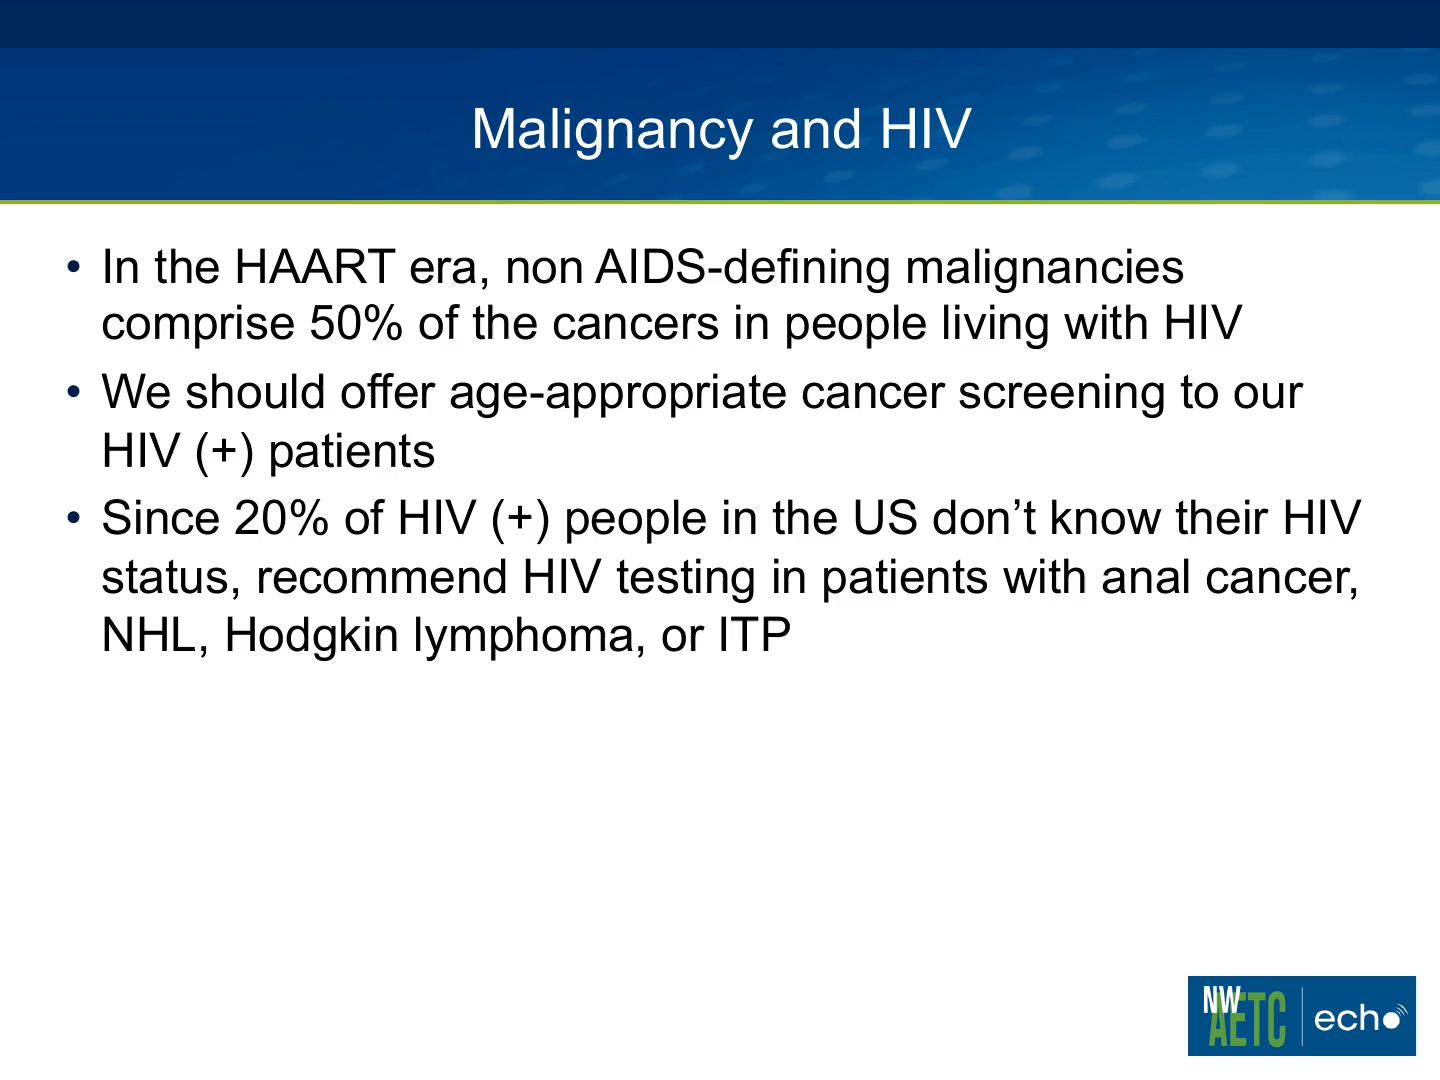 Malignancy and HIV
• In the HAART era, non AIDS-defining malignancies
comprise 50% of the cancers in people living with HIV
• We should offer age-appropriate cancer screening to our
HIV (+) patients
• Since 20% of HIV (+) people in the US don’t know their HIV
status, recommend HIV testing in patients with anal cancer,
NHL, Hodgkin lymphoma, or ITP
NW
AETC
echo